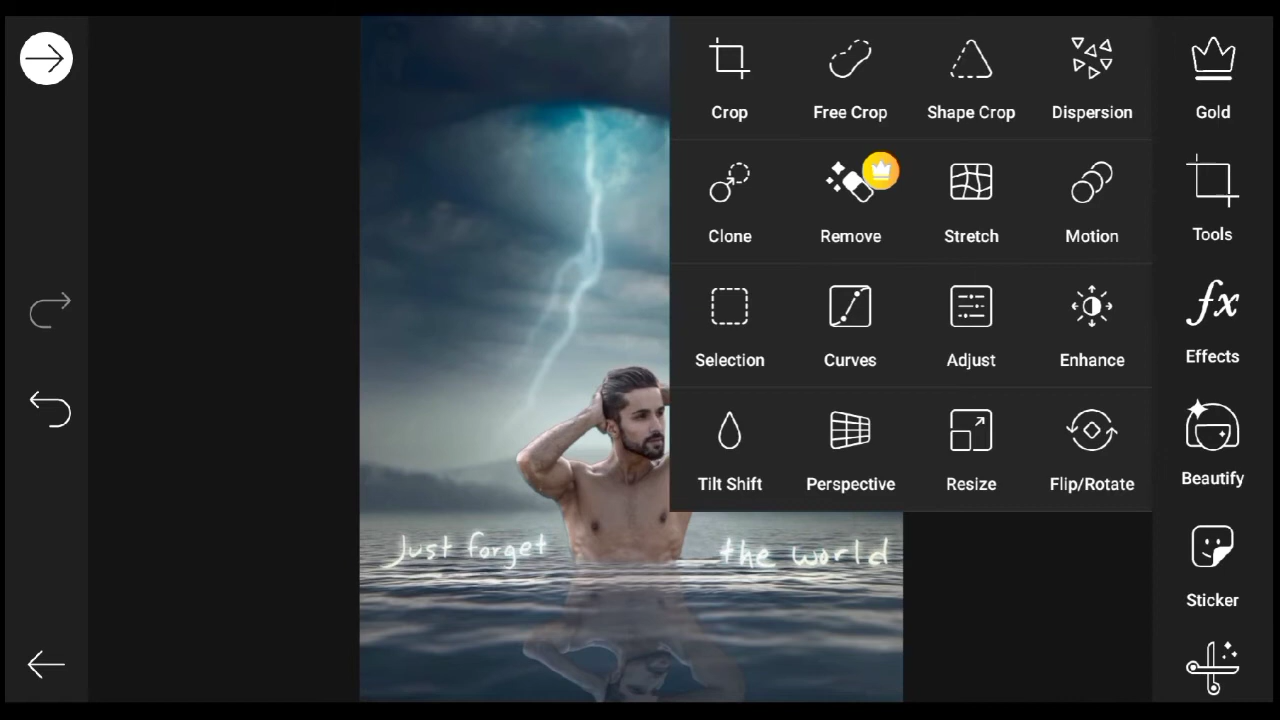 Crop Free Crop Shape Crop Dispersion Gold
Clone Remove Stretch Motion Tools
Selection Curves Adjust Enhance Effects
Tilt Shift Perspective Resize Flip/Rotate Beautify
Just forget the world
Sticker